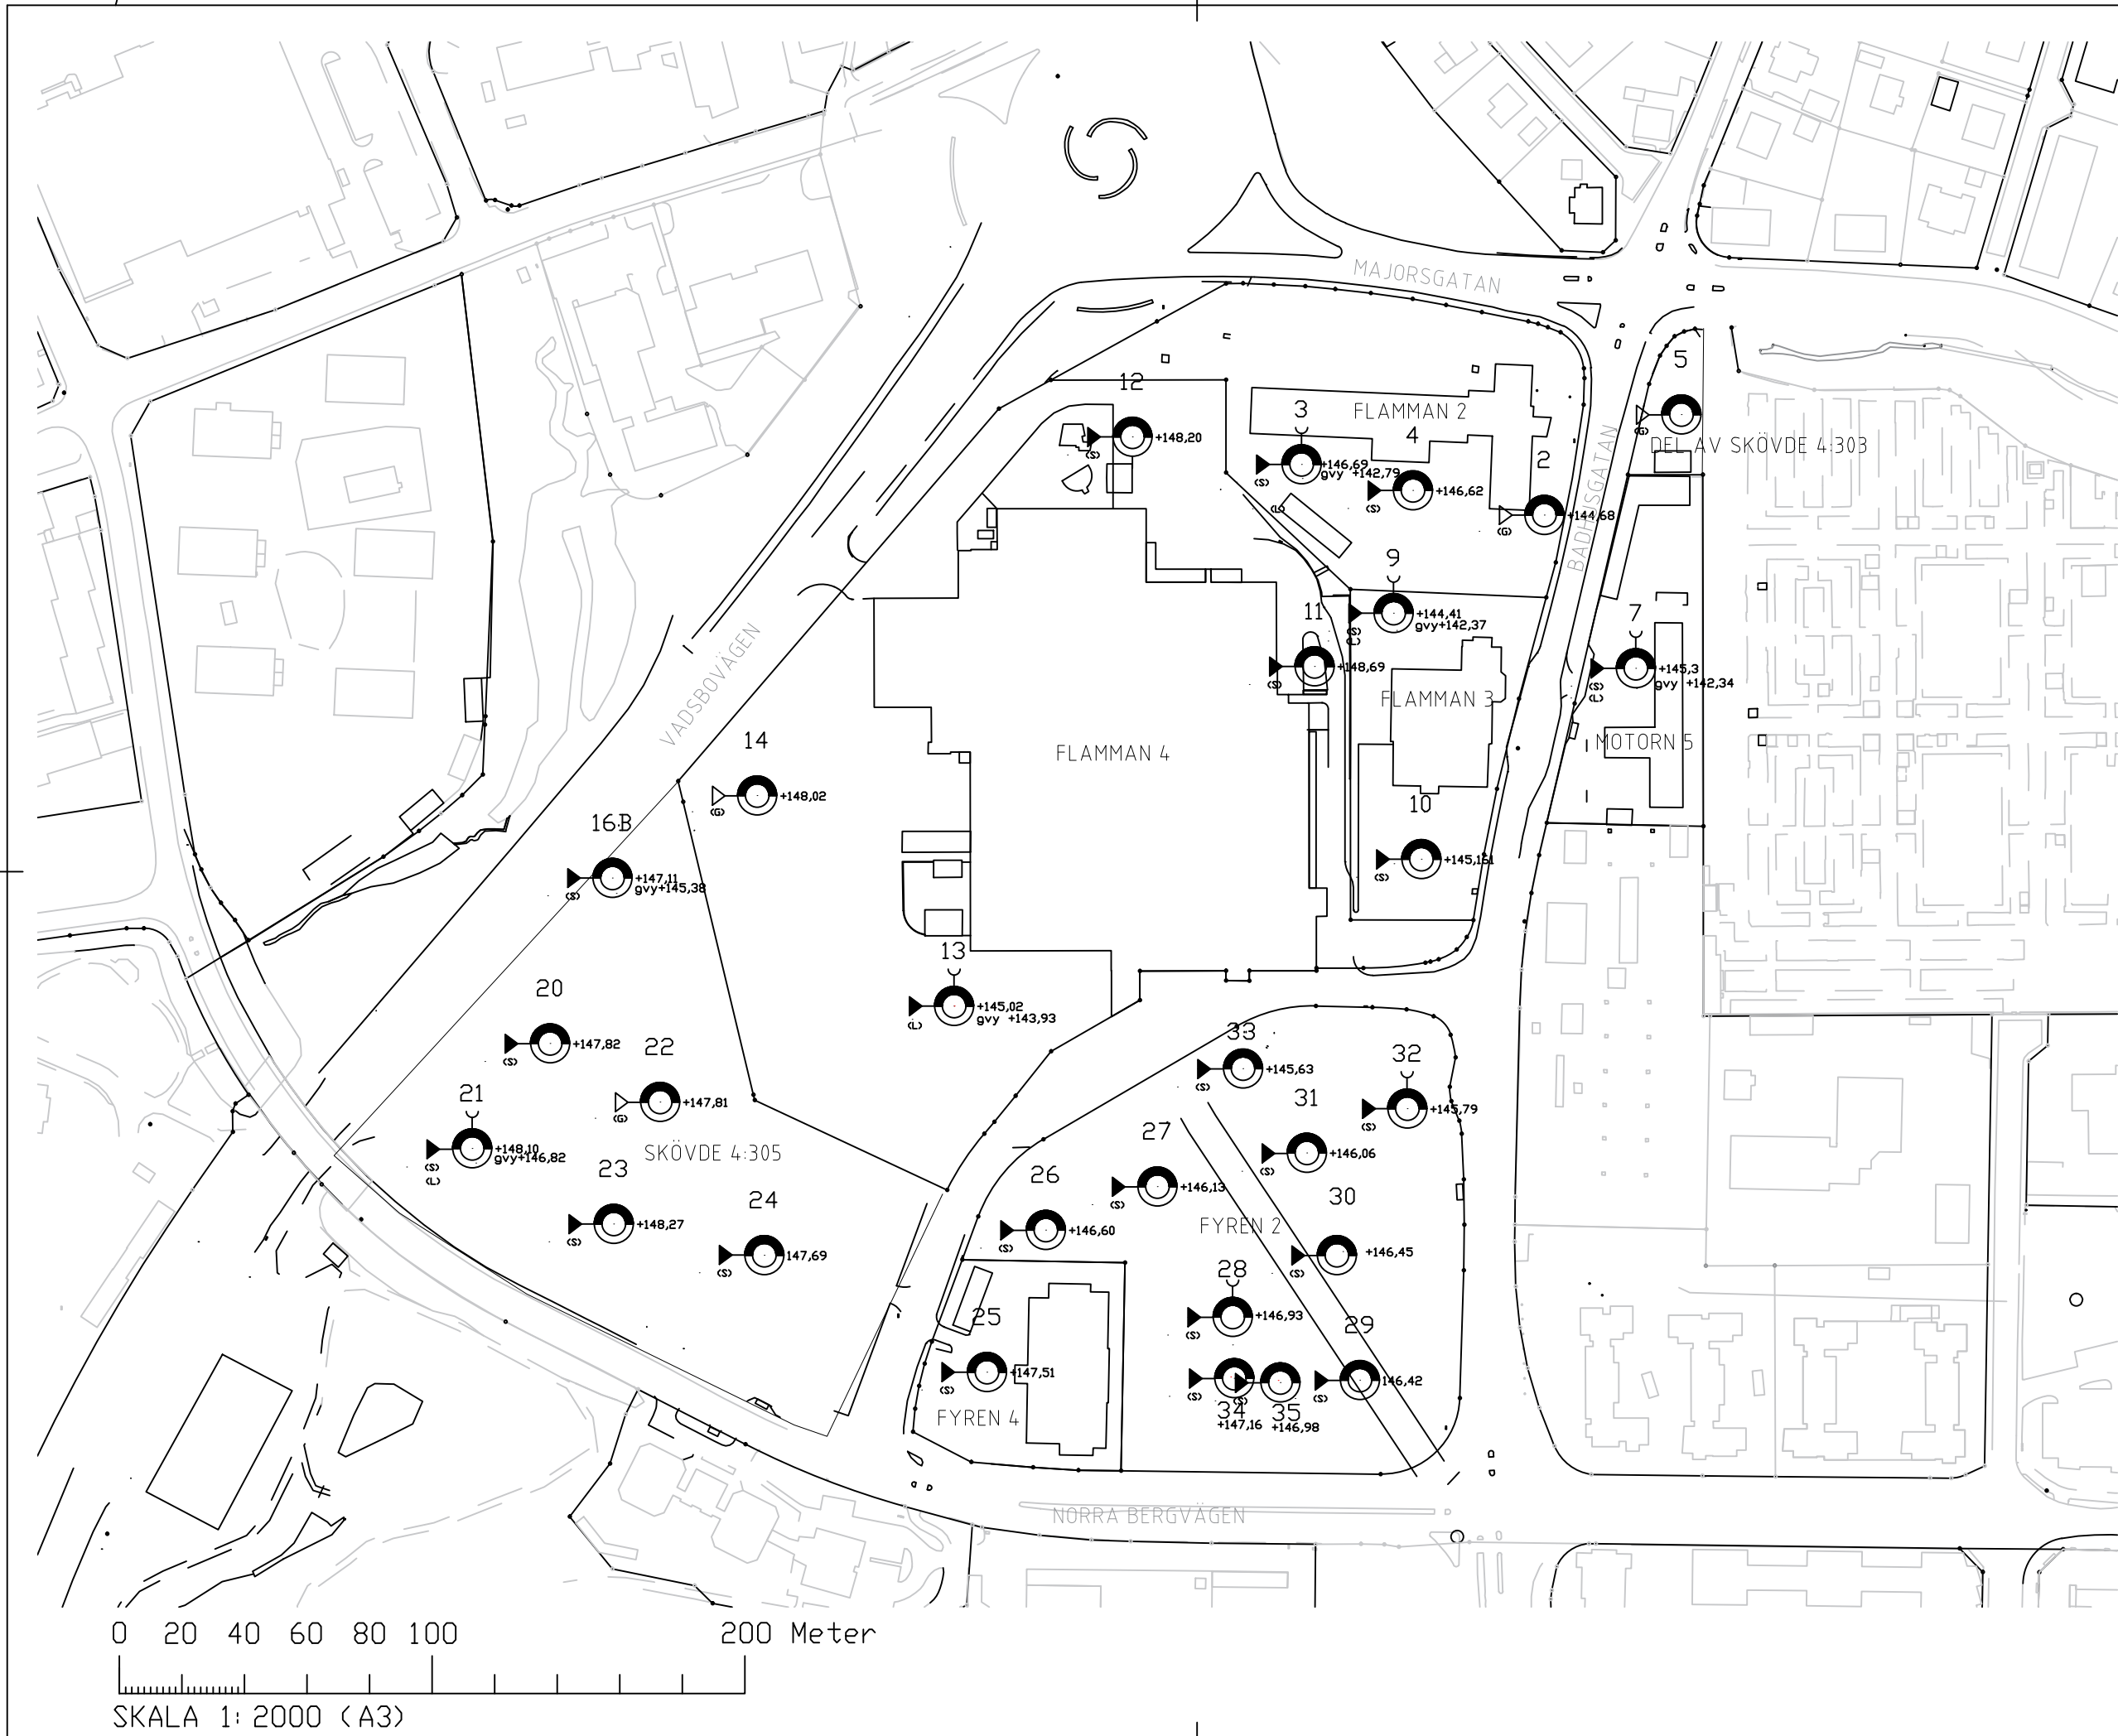 MAJORSGATAN
5
12
+148,20
(S)
3
+146,69
gvy +142,79
(S)
(L)
FLAMMAN 2
4
+146,62
(S)
2
+144,68
(G)
(G)
DEL AV SKÖVDE 4:303
BADHUSGATAN
9
+144,41
gvy+142,37
(S)
(L)
11
+148,69
(S)
7
+145,3
gvy +142,34
(S)
(L)
VADSBOVÄGEN
FLAMMAN 3
MOTORN 5
14
+148,02
(G)
FLAMMAN 4
10
+145,161
(S)
16B
+147,11
gvy+145,38
(S)
13
+145,02
gvy +143,93
(L)
20
+147,82
(S)
22
+147,81
(G)
33
+145,63
(S)
32
+145,79
(S)
21
+148,10
gvy+146,82
(S)
(L)
31
+146,06
(S)
SKÖVDE 4:305
27
+146,13
(S)
23
+148,27
(S)
24
147,69
(S)
26
+146,60
(S)
30
+146,45
(S)
FYREN 2
28
+146,93
(S)
25
+147,51
(S)
29
146,42
(S)
FYREN 4
34
+147,16
(S)
35
+146,98
(S)
NORRA BERGVÄGEN
0 20 40 60 80 100 200 Meter
SKALA 1: 2000 (A3)